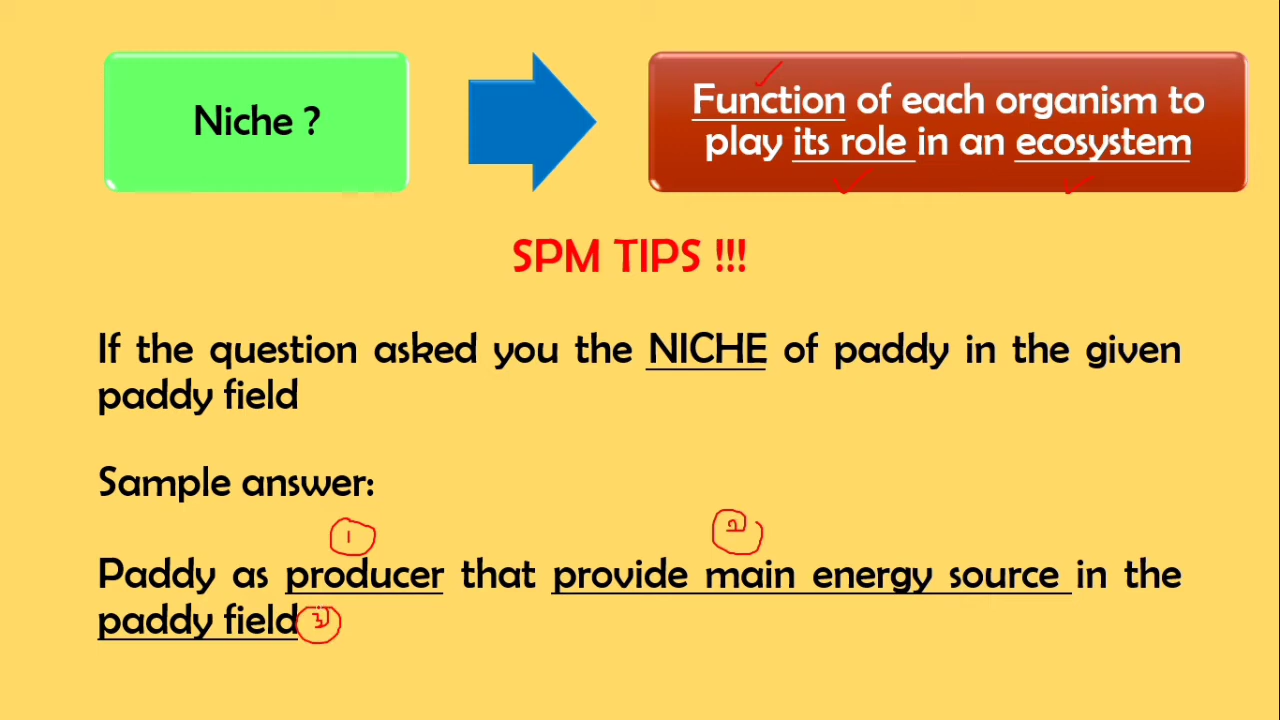 Niche ?
Function of each organism to
play its role in an ecosystem
SPM TIPS !!!
If the question asked you the NICHE of paddy in the given
paddy field
Sample answer:
1
2
Paddy as producer that provide main energy source in the
paddy field
3